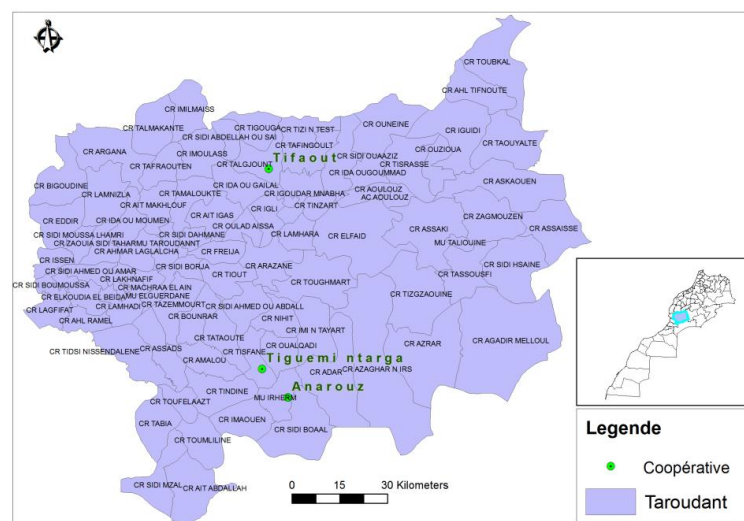 CR TOUBKAL
CR AHL TIFNOUTE
CR IMILMAISS
CR TALMAKANTE
CR TIGOUGA
CR TIZI N TEST
CR OUNEINE
CR IGUIDI
CR SIDI ABDELLAH OU SAI
CR TAFINGOULT
CR OUZIOUA
CR TAOUYALTE
CR ARGANA
CR IMOULASS
CR TAFRAOUTEN
CR TALGJOUNT
Tifaout
CR SIDI OUAAZIZ
CR TISRASSE
CR IDA OUGOUMMAD
CR ASKAOUEN
CR BIGOUDINE
CR LAMNIZLA
CR TAMALOUKTE
CR IDA OU GAILAL
CR IGOUDAR MNABHA
CR AOULOUZ
AC AOULOUZ
CR AIT MAKHLOUF
CR TINZART
CR IGLI
CR EDDIR
CR IDA OU MOUMEN
CR AIT IGAS
CR ZAGMOUZEN
CR OULAD AISSA
CR ASSAKI
CR ASSAISSE
CR SIDI MOUSSA LHAMRI
CR SIDI DAHMANE
CR LAMHARA
CR ELFAID
CR ZAOUIA SIDI TAHAR
MU TAROUDANNT
MU TALIOUINE
CR AHMAR LAGLALCHA
CR FREIJA
CR ISSEN
CR SIDI HSAINE
CR SIDI AHMED OU AMAR
CR SIDI BORJA
CR ARAZANE
CR TASSOUSFI
CR LAKHNAFIF
CR TIOUT
CR SIDI BOUMOUSSA
CR MACHRAA ELAIN
CR TOUGHMART
CR ELKOUDIA EL BEIDA
MU ELGUERDANE
CR TIZGZAOUINE
CR LAGFIFAT
CR LAMHADI
CR TAZEMMOURT
CR SIDI AHMED OU ABDALL
CR AHL RAMEL
CR BOUNRAR
CR NIHIT
CR IMI N TAYART
CR TATAOUTE
CR OUALQADI
CR AZRAR
CR AGADIR MELLOUL
CR TIDSI NISSENDALENE
CR ASSADS
CR TISFANE
CR AMALOU
Tiguemi ntarga
CR ADAR
CR AZAGHAR N IRS
Anarouz
CR TINDINE
MU IRHERM
CR TOUFELAAZT
CR TABIA
CR IMAOUEN
CR SIDI BOAAL
CR TOUMLILINE
CR SIDI MZAL
CR AIT ABDALLAH
0 15 30 Kilometers
Legende
Coopérative
Taroudant